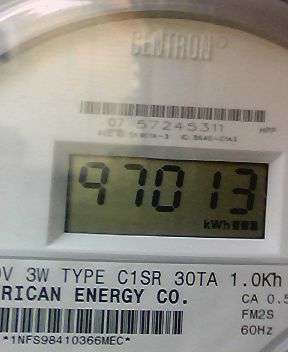 CENTRON®
07 57245311 HPP
97013
kWh
0V 3W TYPE C1SR 30TA 1.0Kh
RICAN ENERGY CO. CA 0.5
FM2S
*1NFS98410366MEC* 60Hz